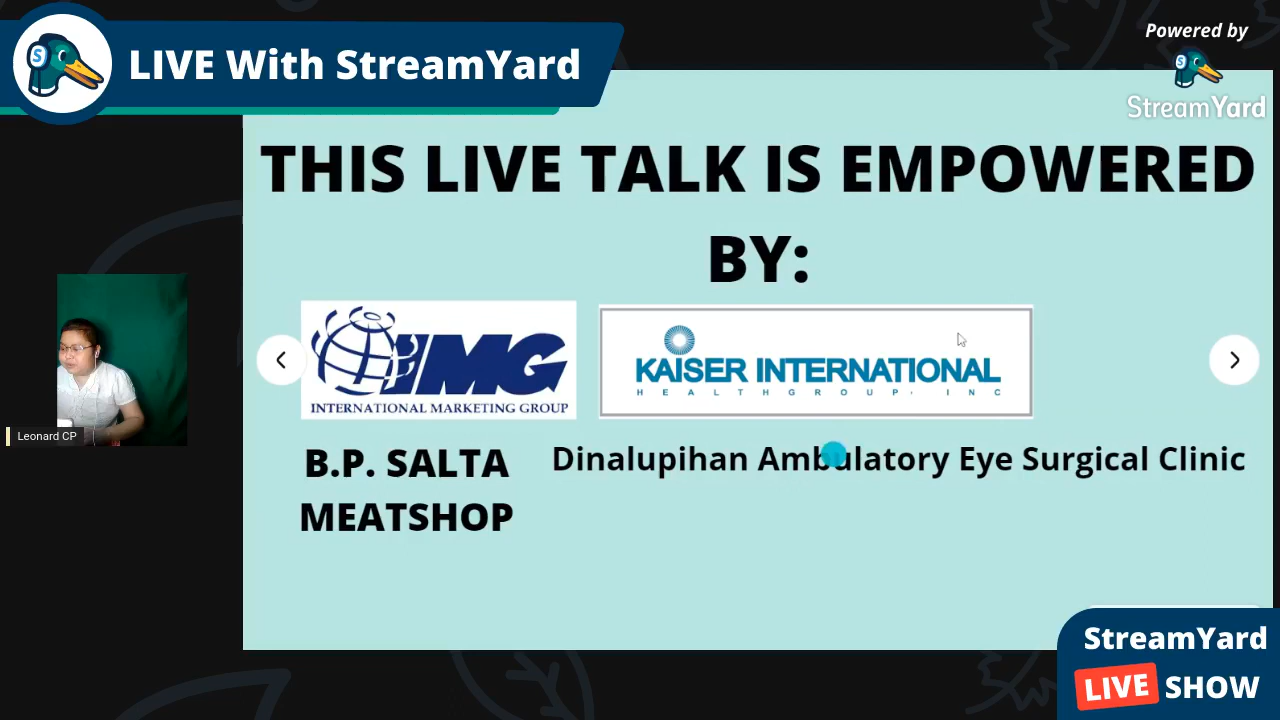 LIVE With StreamYard
Powered by
StreamYard
THIS LIVE TALK IS EMPOWERED
BY:
IMG
INTERNATIONAL MARKETING GROUP
KAISER INTERNATIONAL
HEALTHGROUP, INC
B.P. SALTA
MEATSHOP
Dinalupihan Ambulatory Eye Surgical Clinic
Leonard CP
StreamYard
LIVE SHOW